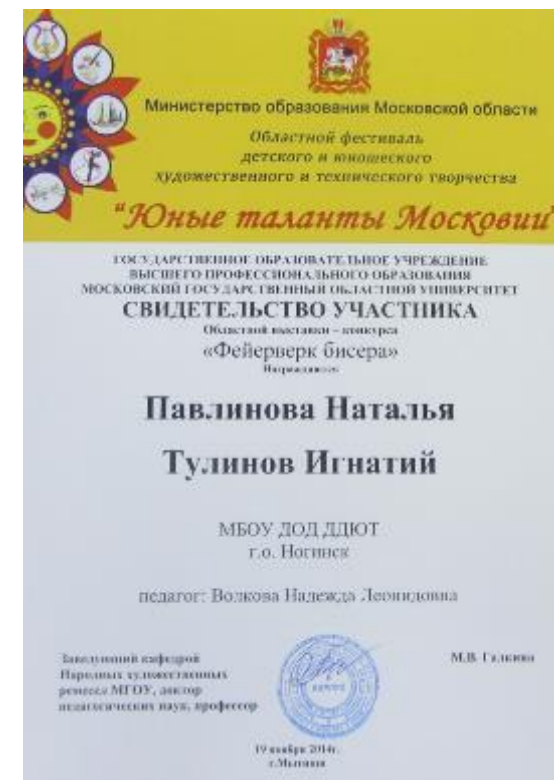 Министерство образования Московской области
Областной фестиваль
детского и юношеского
художественного и технического творчества
"Юные таланты Московии"
ГОСУДАРСТВЕННОЕ ОБРАЗОВАТЕЛЬНОЕ УЧРЕЖДЕНИЕ
ВЫСШЕГО ПРОФЕССИОНАЛЬНОГО ОБРАЗОВАНИЯ
МОСКОВСКИЙ ГОСУДАРСТВЕННЫЙ ОБЛАСТНОЙ УНИВЕРСИТЕТ
СВИДЕТЕЛЬСТВО УЧАСТНИКА
Областной выставки – конкурса
«Фейерверк бисера»
Награждаются
Павлинова Наталья
Тулинов Игнатий
МБОУ ДОД ДДЮТ
г.о. Ногинск
педагог: Волкова Надежда Леонидовна
Заведующий кафедрой
Народных художественных
ремесел МГОУ, доктор
педагогических наук, профессор
М.В. Галкина
19 ноября 2014г.
г.Мытищи